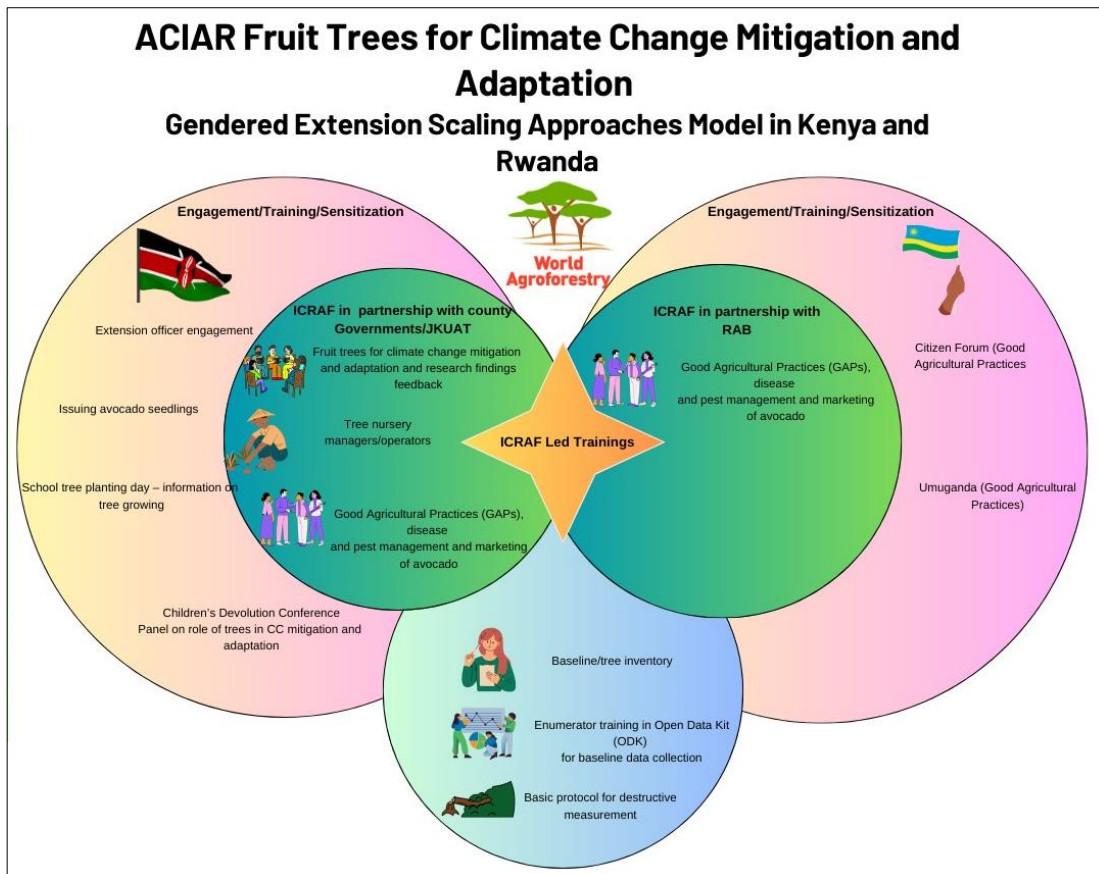 ACIAR Fruit Trees for Climate Change Mitigation and
Adaptation
Gendered Extension Scaling Approaches Model in Kenya and
Rwanda
World
Agroforestry
Engagement/Training/Sensitization
Extension officer engagement
Issuing avocado seedlings
School tree planting day – information on
tree growing
Children's Devolution Conference
Panel on role of trees in CC mitigation and
adaptation
ICRAF in partnership with county
Governments/JKUAT
Fruit trees for climate change mitigation
and adaptation and research findings
feedback
Tree nursery
managers/operators
Good Agricultural Practices (GAPs),
disease
and pest management and marketing
of avocado
ICRAF Led Trainings
ICRAF in partnership with
RAB
Good Agricultural Practices (GAPs),
disease
and pest management and marketing
of avocado
Engagement/Training/Sensitization
Citizen Forum (Good
Agricultural Practices
Umuganda (Good Agricultural
Practices)
Baseline/tree inventory
Enumerator training in Open Data Kit
(ODK)
for baseline data collection
Basic protocol for destructive
measurement